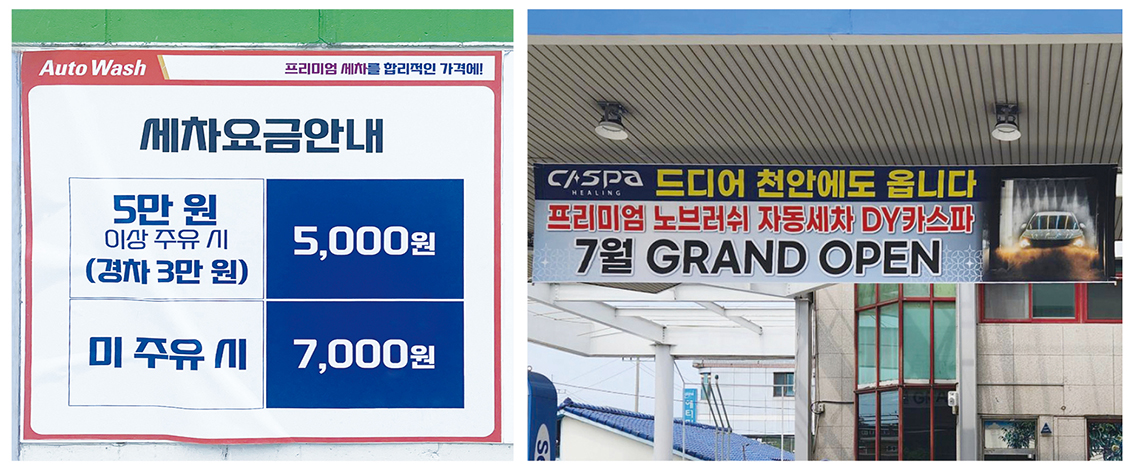 Auto Wash
프리미엄 세차를 합리적인 가격에!
세차요금안내
5만 원
이상 주유 시
(경차 3만 원)
5,000원
미 주유 시
7,000원
CASPA
HEALING
드디어 천안에도 옵니다
프리미엄 노브러쉬 자동세차 DY카스파
7월 GRAND OPEN